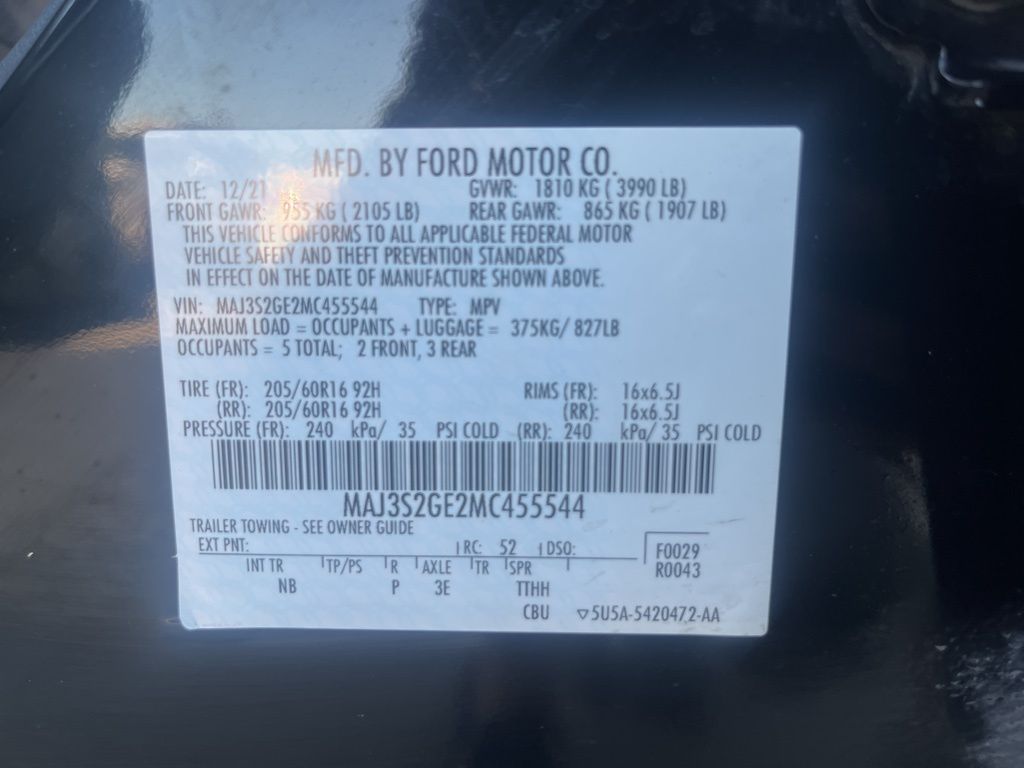 MFD. BY FORD MOTOR CO.
DATE: 12/21 GVWR: 1810 KG ( 3990 LB)
FRONT GAWR: 955 KG ( 2105 LB) REAR GAWR: 865 KG ( 1907 LB)
THIS VEHICLE CONFORMS TO ALL APPLICABLE FEDERAL MOTOR
VEHICLE SAFETY AND THEFT PREVENTION STANDARDS
IN EFFECT ON THE DATE OF MANUFACTURE SHOWN ABOVE.
VIN: MAJ3S2GE2MC455544 TYPE: MPV
MAXIMUM LOAD = OCCUPANTS + LUGGAGE = 375KG/ 827LB
OCCUPANTS = 5 TOTAL; 2 FRONT, 3 REAR
TIRE (FR): 205/60R16 92H RIMS (FR): 16x6.5J
(RR): 205/60R16 92H (RR): 16x6.5J
PRESSURE (FR): 240 kPa/ 35 PSI COLD (RR): 240 kPa/ 35 PSI COLD
MAJ3S2GE2MC455544
TRAILER TOWING - SEE OWNER GUIDE
EXT PNT: RC: 52 DSO: F0029
R0043
INT TR TP/PS R AXLE TR SPR
NB P 3E TTHH
CBU ▽5U5A-5420472-AA